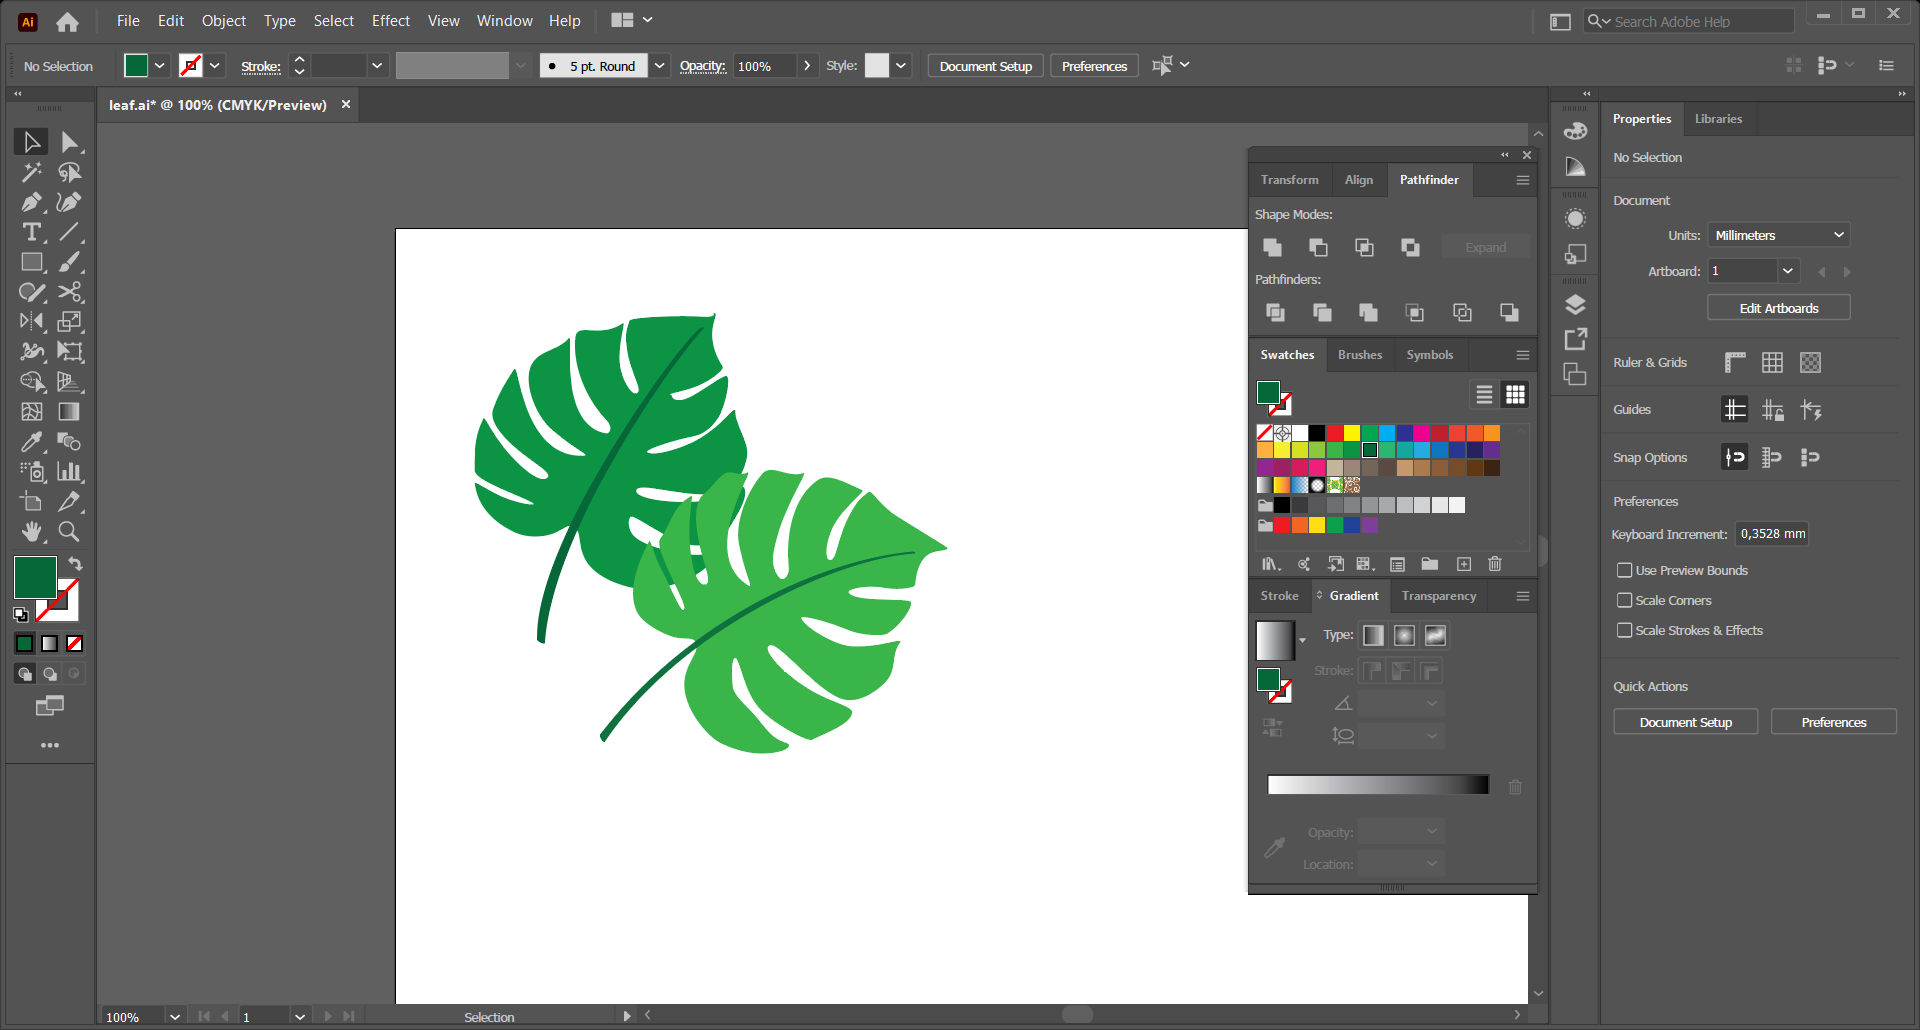 Ai File Edit Object Type Select Effect View Window Help Search Adobe Help
No Selection Stroke: 5 pt. Round Opacity: 100% Style: Document Setup Preferences
leaf.ai* @ 100% (CMYK/Preview)
Properties Libraries
No Selection
Document
Units: Millimeters
Artboard: 1
Edit Artboards
Ruler & Grids
Guides
Snap Options
Preferences
Keyboard Increment: 0,3528 mm
Use Preview Bounds
Scale Corners
Scale Strokes & Effects
Quick Actions
Document Setup Preferences
Transform Align Pathfinder
Shape Modes:
Expand
Pathfinders:
Swatches Brushes Symbols
Stroke Gradient Transparency
Type:
Stroke:
Opacity:
Location:
100% 1 Selection